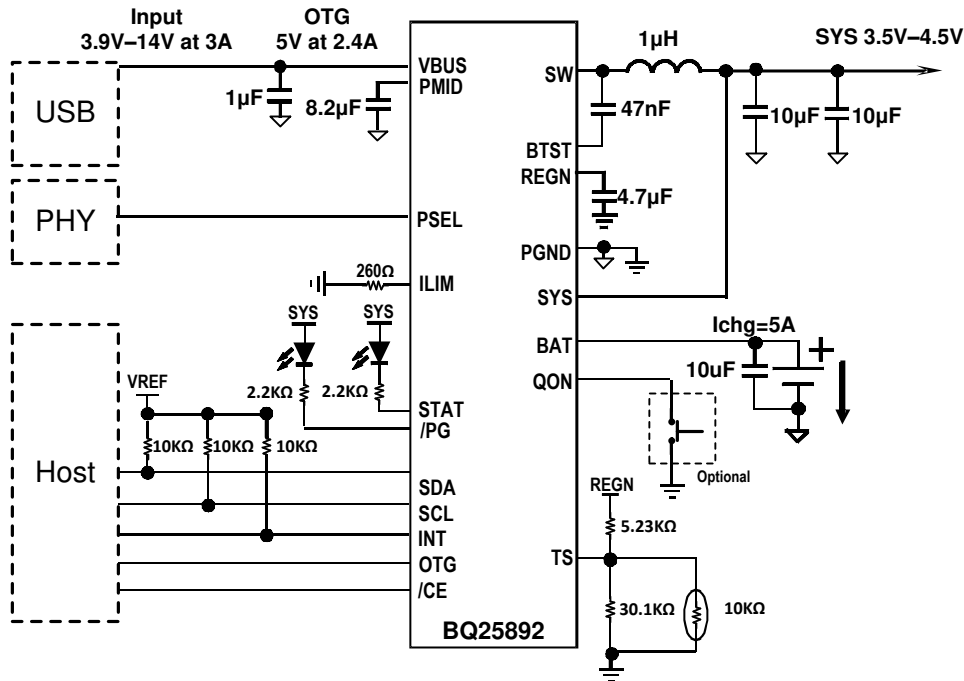 Input
3.9V–14V at 3A
OTG
5V at 2.4A
USB
1µF
8.2µF
VBUS
PMID
PHY
PSEL
260Ω
ILIM
SYS
SYS
2.2KΩ
2.2KΩ
STAT
/PG
VREF
10KΩ
10KΩ
10KΩ
Host
SDA
SCL
INT
OTG
/CE
BQ25892
SW
1µH
SYS 3.5V–4.5V
47nF
10µF
10µF
BTST
REGN
4.7µF
PGND
SYS
Ichg=5A
BAT
10uF
+
QON
Optional
REGN
5.23KΩ
TS
30.1KΩ
10KΩ